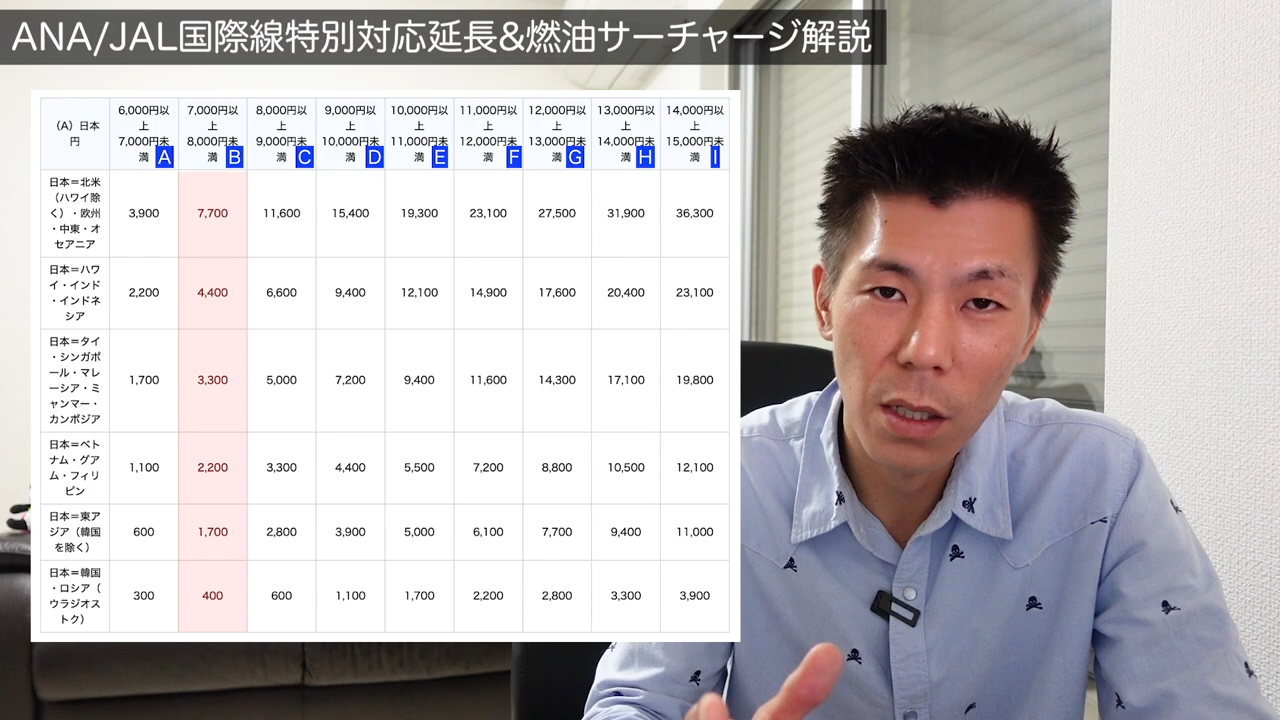 ANA/JAL国際線特別対応延長&燃油サーチャージ解説
(A)日本
円
6,000円以
上
7,000円未
満 A
7,000円以
上
8,000円未
満 B
8,000円以
上
9,000円未
満 C
9,000円以
上
10,000円未
満 D
10,000円以
上
11,000円未
満 E
11,000円以
上
12,000円未
満 F
12,000円以
上
13,000円未
満 G
13,000円以
上
14,000円未
満 H
14,000円以
上
15,000円未
満 I
日本=北米
(ハワイ除
く)・欧州
・中東・オ
セアニア
3,900 7,700 11,600 15,400 19,300 23,100 27,500 31,900 36,300
日本=ハワ
イ・インド
・インドネ
シア
2,200 4,400 6,600 9,400 12,100 14,900 17,600 20,400 23,100
日本=タイ
・シンガポ
ール・マレ
ーシア・ミ
ャンマー・
カンボジア
1,700 3,300 5,000 7,200 9,400 11,600 14,300 17,100 19,800
日本=ベト
ナム・グア
ム・フィリ
ピン
1,100 2,200 3,300 4,400 5,500 7,200 8,800 10,500 12,100
日本=東ア
ジア(韓国
を除く)
600 1,700 2,800 3,900 5,000 6,100 7,700 9,400 11,000
日本=韓国
・ロシア(
ウラジオス
トク)
300 400 600 1,100 1,700 2,200 2,800 3,300 3,900